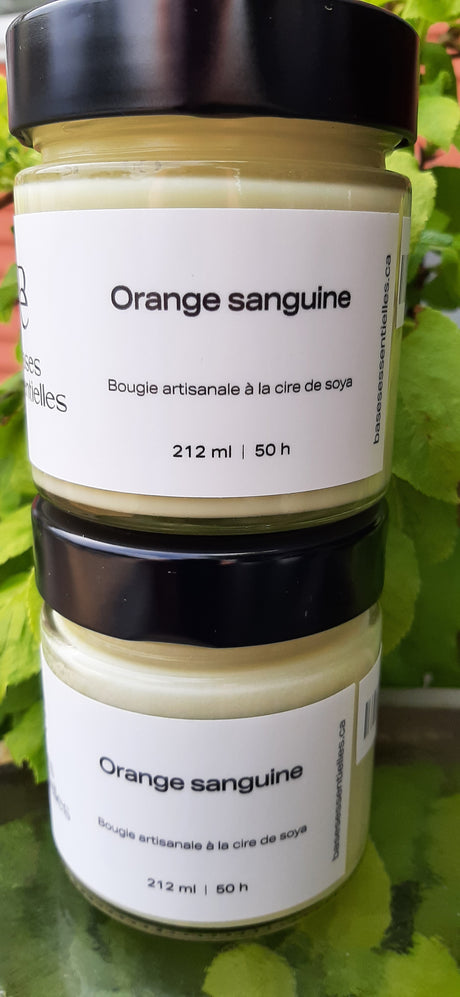 Orange sanguine
Bougie artisanale à la cire de soya
212 ml | 50 h
basesessentielles.ca
Orange sanguine
Bougie artisanale à la cire de soya
212 ml | 50 h
basesessentielles.ca